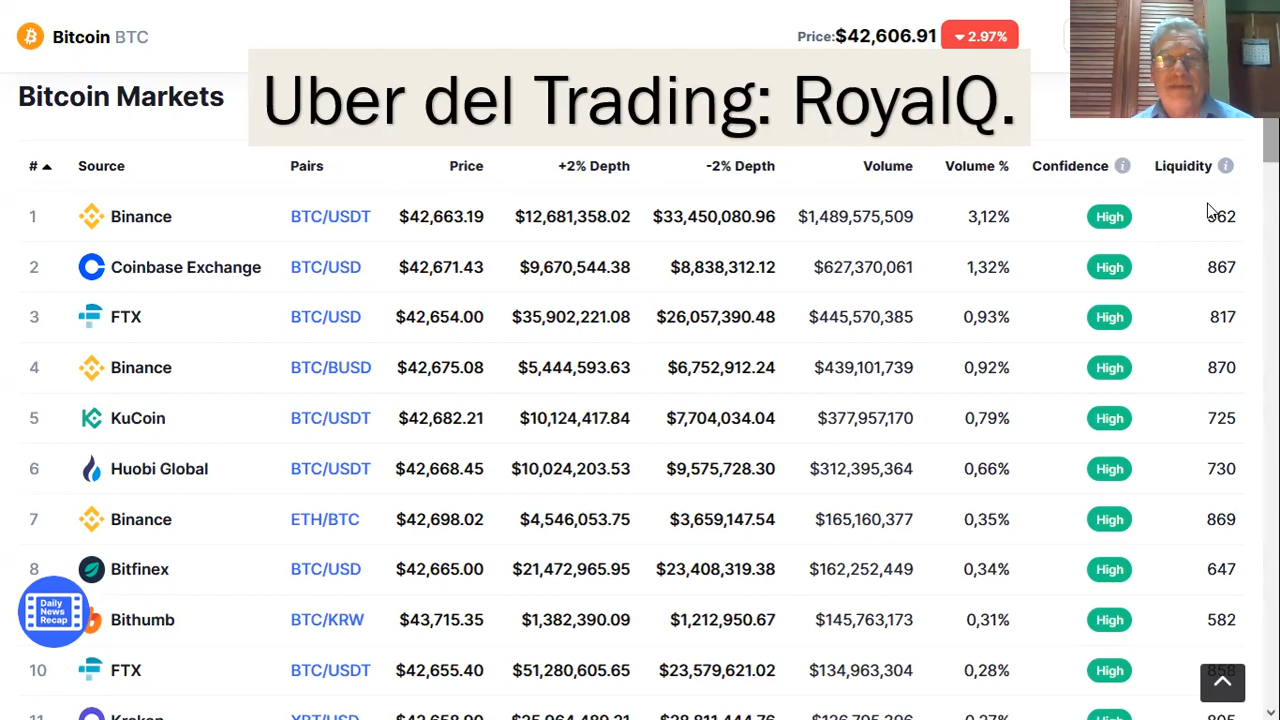 Bitcoin BTC
Price: $42,606.91 2.97%
Bitcoin Markets
Uber del Trading: RoyalQ.
# Source Pairs Price +2% Depth -2% Depth Volume Volume % Confidence Liquidity
1 Binance BTC/USDT $42,663.19 $12,681,358.02 $33,450,080.96 $1,489,575,509 3,12% High
2 Coinbase Exchange BTC/USD $42,671.43 $9,670,544.38 $8,838,312.12 $627,370,061 1,32% High 867
3 FTX BTC/USD $42,654.00 $35,902,221.08 $26,057,390.48 $445,570,385 0,93% High 817
4 Binance BTC/BUSD $42,675.08 $5,444,593.63 $6,752,912.24 $439,101,739 0,92% High 870
5 KuCoin BTC/USDT $42,682.21 $10,124,417.84 $7,704,034.04 $377,957,170 0,79% High 725
6 Huobi Global BTC/USDT $42,668.45 $10,024,203.53 $9,575,728.30 $312,395,364 0,66% High 730
7 Binance ETH/BTC $42,698.02 $4,546,053.75 $3,659,147.54 $165,160,377 0,35% High 869
8 Bitfinex BTC/USD $42,665.00 $21,472,965.95 $23,408,319.38 $162,252,449 0,34% High 647
Daily
News
Recap
Bithumb BTC/KRW $43,715.35 $1,382,390.09 $1,212,950.67 $145,763,173 0,31% High 582
10 FTX BTC/USDT $42,655.40 $51,280,605.65 $23,579,621.02 $134,963,304 0,28% High